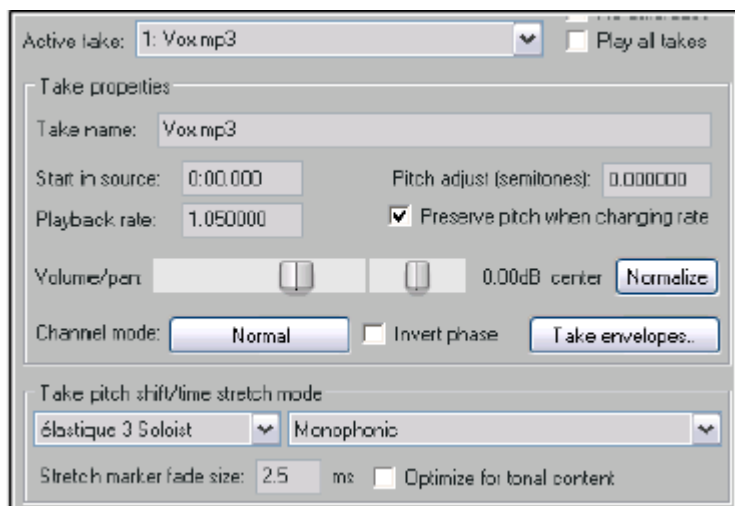 Active take: 1: Vox.mp3
Play all takes
Take properties
Take name: Vox.mp3
Start in source: 0:00.000 Pitch adjust (semitones): 0.000000
Playback rate: 1.050000 Preserve pitch when changing rate
Volume/pan: 0.00dB center Normalize
Channel mode: Normal Invert phase Take envelopes..
Take pitch shift/time stretch mode
élastique 3 Soloist Monophonic
Stretch marker fade size: 2.5 ms Optimize for tonal content